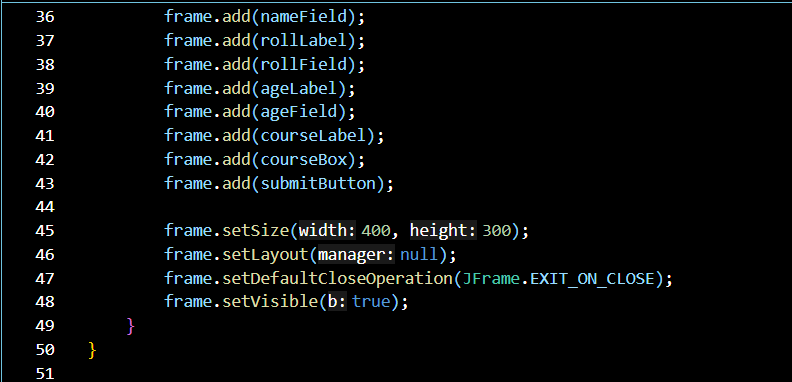 36 frame.add(nameField);
37 frame.add(rollLabel);
38 frame.add(rollField);
39 frame.add(ageLabel);
40 frame.add(ageField);
41 frame.add(courseLabel);
42 frame.add(courseBox);
43 frame.add(submitButton);
44
45 frame.setSize(width: 400, height: 300);
46 frame.setLayout(manager: null);
47 frame.setDefaultCloseOperation(JFrame.EXIT_ON_CLOSE);
48 frame.setVisible(b: true);
49 }
50 }
51